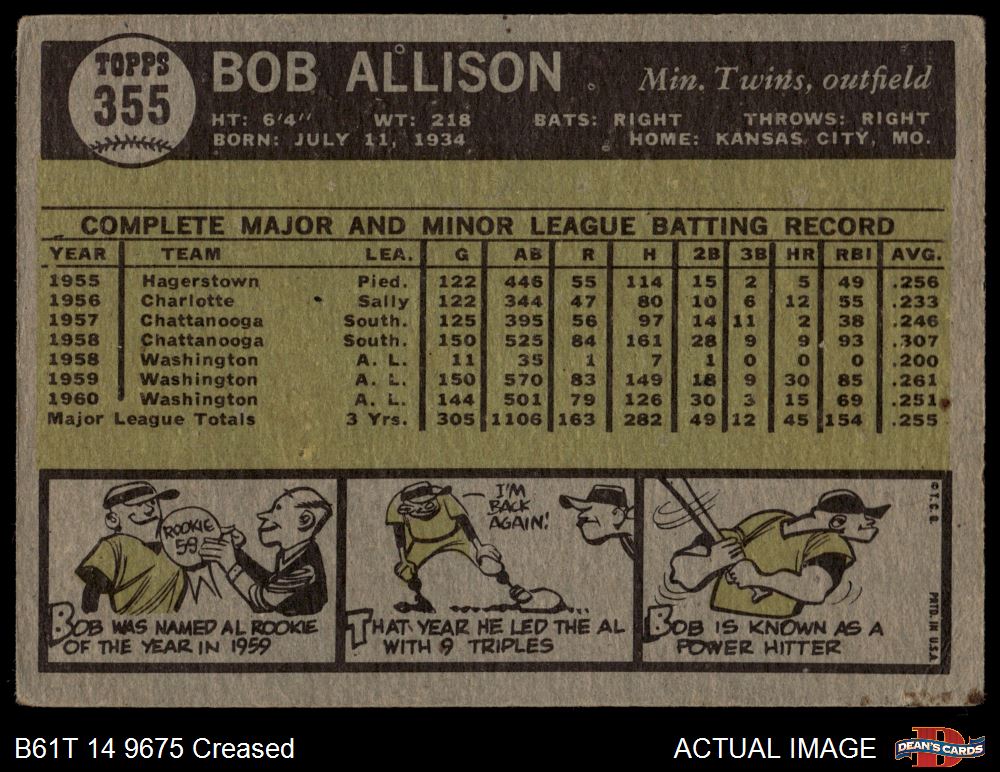 TOPPS
355
BOB ALLISON
Min. Twins, outfield
HT: 6'4" WT: 218 BATS: RIGHT THROWS: RIGHT
BORN: JULY 11, 1934 HOME: KANSAS CITY, MO.
COMPLETE MAJOR AND MINOR LEAGUE BATTING RECORD
YEAR TEAM LEA. G AB R H 2B 3B HR RBI AVG.
1955 Hagerstown Pied. 122 446 55 114 15 2 5 49 .256
1956 Charlotte Sally 122 344 47 80 10 6 12 55 .233
1957 Chattanooga South. 125 395 56 97 14 11 2 38 .246
1958 Chattanooga South. 150 525 84 161 28 9 9 93 .307
1958 Washington A. L. 11 35 1 7 1 0 0 0 .200
1959 Washington A. L. 150 570 83 149 18 9 30 85 .261
1960 Washington A. L. 144 501 79 126 30 3 15 69 .251
Major League Totals 3 Yrs. 305 1106 163 282 49 12 45 154 .255
ROOKIE
59
BOB WAS NAMED AL ROOKIE
OF THE YEAR IN 1959
I'M
BACK
AGAIN!
THAT YEAR HE LED THE AL
WITH 9 TRIPLES
BOB IS KNOWN AS A
POWER HITTER
© T. C. G.
PRTD. IN U.S.A.
B61T 14 9675 Creased
ACTUAL IMAGE
DEAN'S CARDS